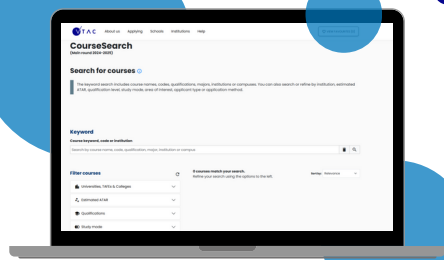 VTAC
About us Applying Schools Institutions Help
CourseSearch
(Main round 2024-2025)
Search for courses
The keyword search includes course names, codes, qualifications, majors, institutions or campuses. You can also search or refine by institution, estimated
ATAR, qualification level, study mode, area of interest, applicant type or application method.
Keyword
Course keyword, code or institution:
Search by course name, code, qualification, major, institution or campus
Filter courses
0 courses match your search.
Refine your search using the options to the left.
Sort by: Relevance
Universities, TAFEs & Colleges
Estimated ATAR
Qualifications
Study mode